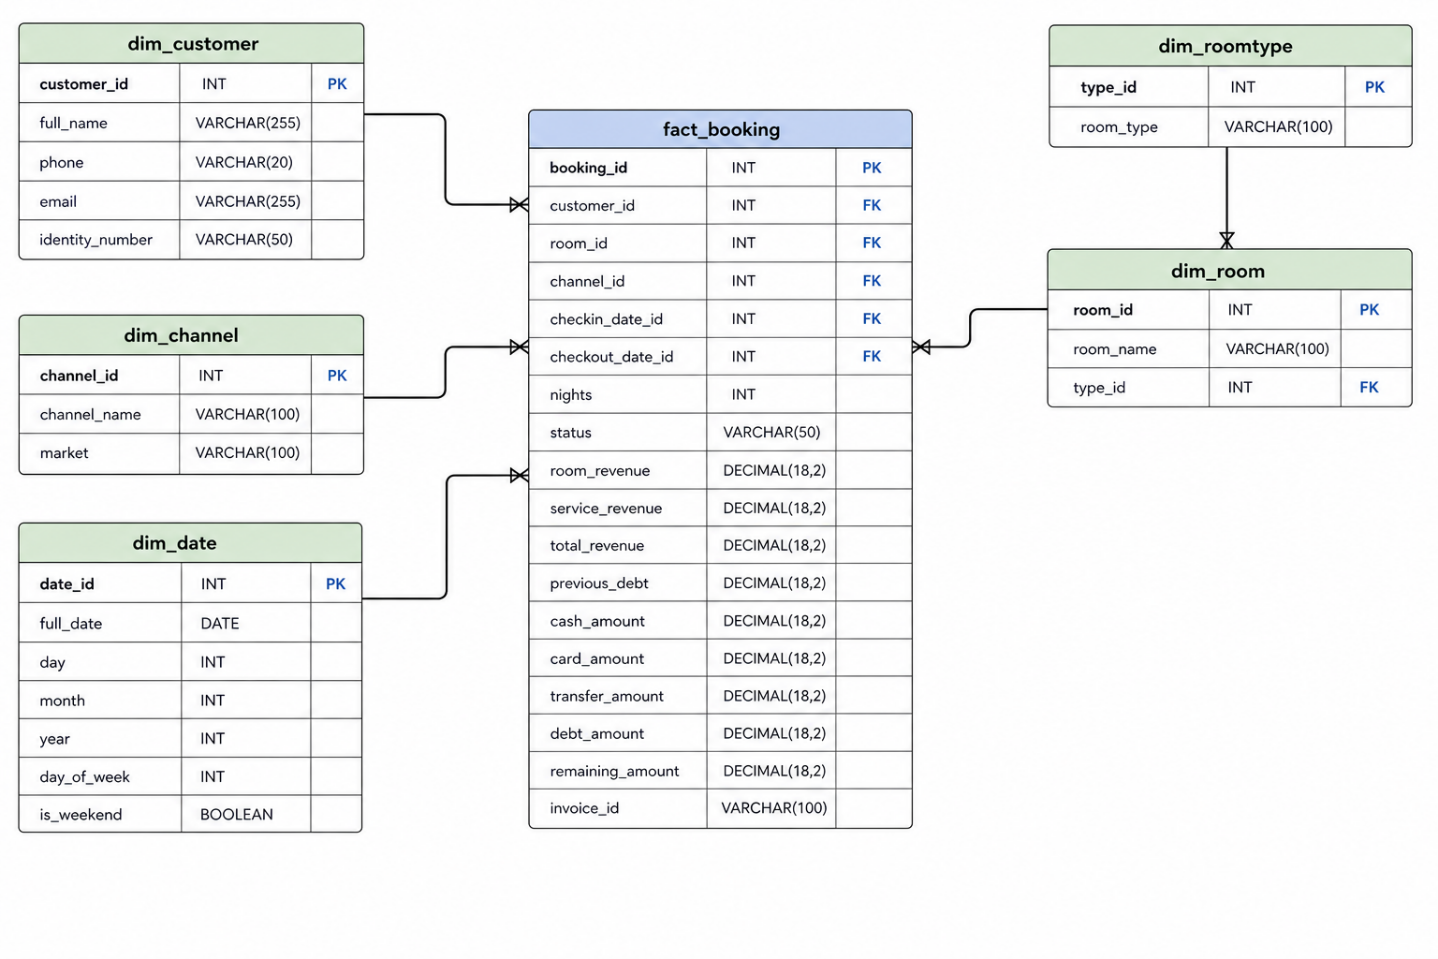 dim_customer
customer_id INT PK
full_name VARCHAR(255)
phone VARCHAR(20)
email VARCHAR(255)
identity_number VARCHAR(50)
dim_channel
channel_id INT PK
channel_name VARCHAR(100)
market VARCHAR(100)
dim_date
date_id INT PK
full_date DATE
day INT
month INT
year INT
day_of_week INT
is_weekend BOOLEAN
fact_booking
booking_id INT PK
customer_id INT FK
room_id INT FK
channel_id INT FK
checkin_date_id INT FK
checkout_date_id INT FK
nights INT
status VARCHAR(50)
room_revenue DECIMAL(18,2)
service_revenue DECIMAL(18,2)
total_revenue DECIMAL(18,2)
previous_debt DECIMAL(18,2)
cash_amount DECIMAL(18,2)
card_amount DECIMAL(18,2)
transfer_amount DECIMAL(18,2)
debt_amount DECIMAL(18,2)
remaining_amount DECIMAL(18,2)
invoice_id VARCHAR(100)
dim_roomtype
type_id INT PK
room_type VARCHAR(100)
dim_room
room_id INT PK
room_name VARCHAR(100)
type_id INT FK